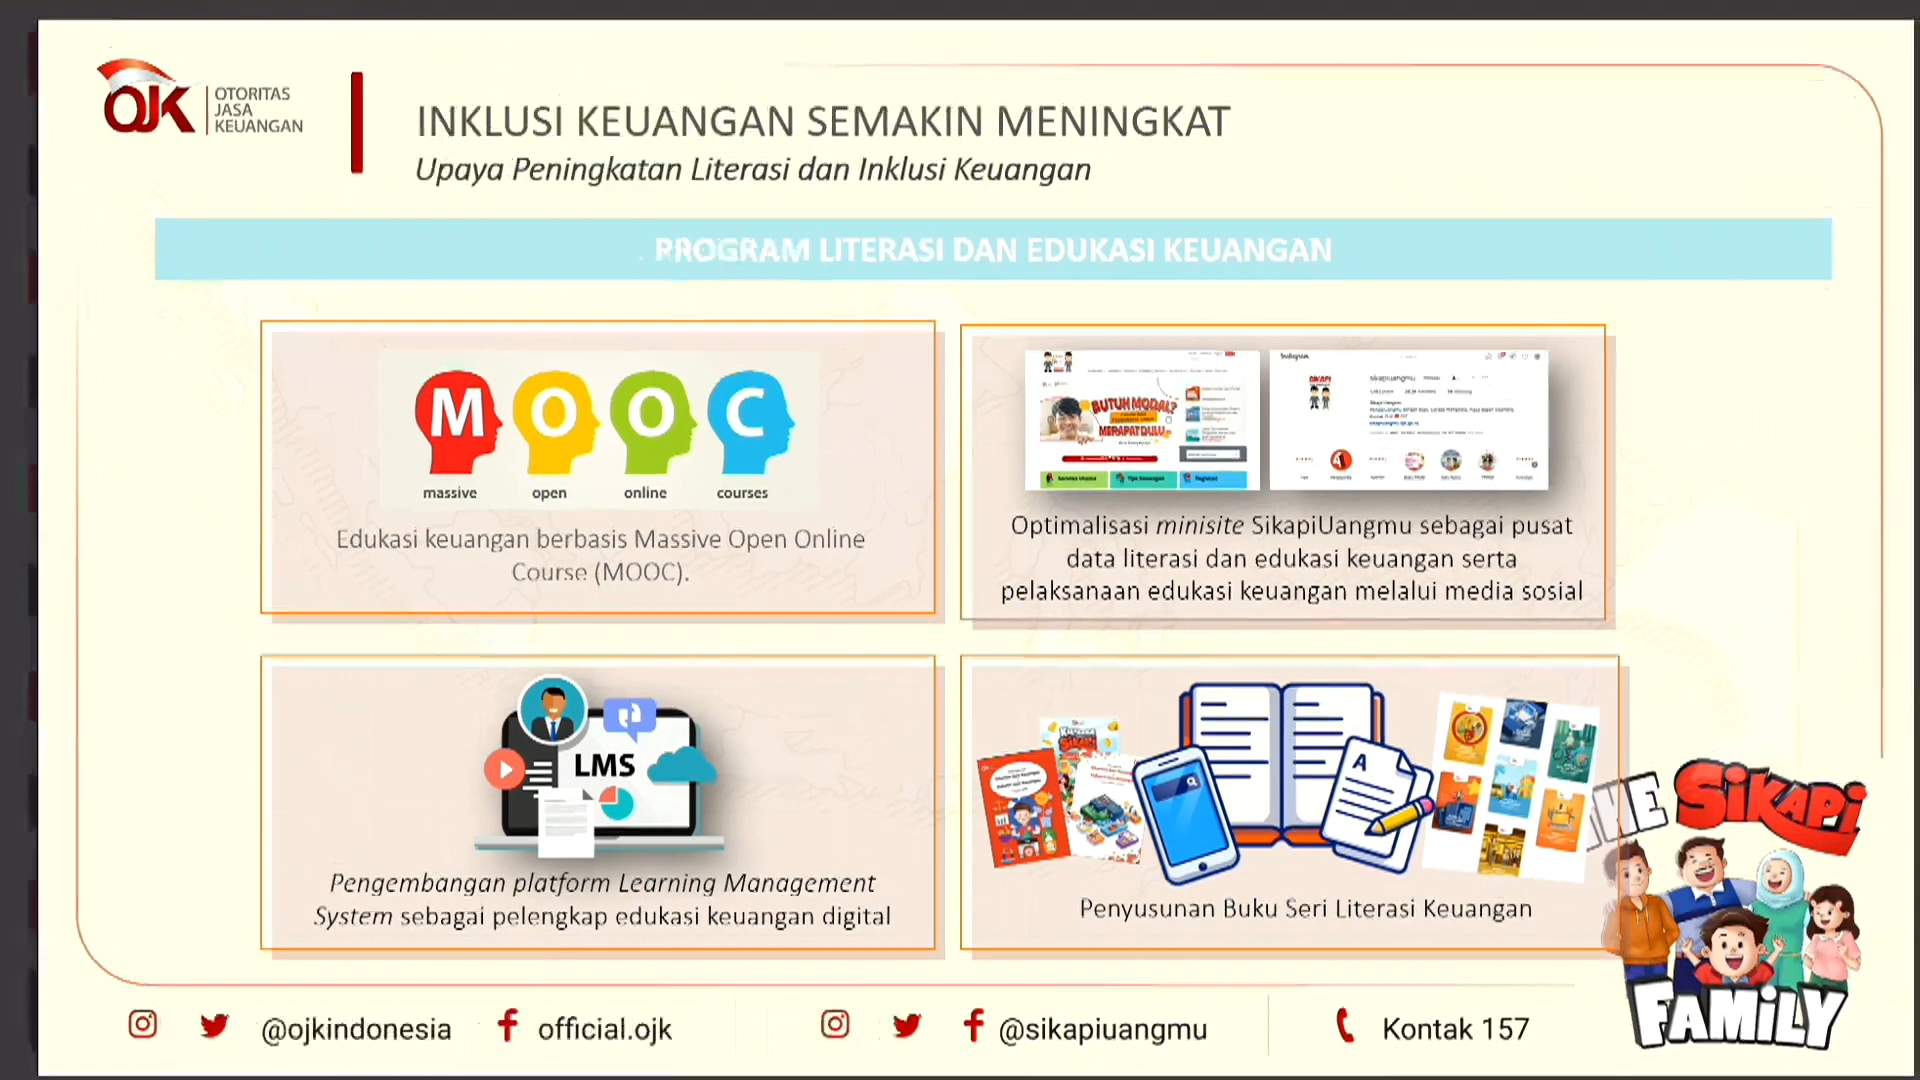 OJK
OTORITAS
JASA
KEUANGAN
INKLUSI KEUANGAN SEMAKIN MENINGKAT
Upaya Peningkatan Literasi dan Inklusi Keuangan
PROGRAM LITERASI DAN EDUKASI KEUANGAN
M O O C
massive open online courses
Edukasi keuangan berbasis Massive Open Online
Course (MOOC).
BUTUH MODAL?
MERAPAT DULU
Instagram
sikapiuangmu
Optimalisasi minisite SikapiUangmu sebagai pusat
data literasi dan edukasi keuangan serta
pelaksanaan edukasi keuangan melalui media sosial
LMS
Pengembangan platform Learning Management
System sebagai pelengkap edukasi keuangan digital
SIKAPI
A
Penyusunan Buku Seri Literasi Keuangan
THE SiKAPi
FAMiLY
@ojkindonesia official.ojk @sikapiuangmu Kontak 157